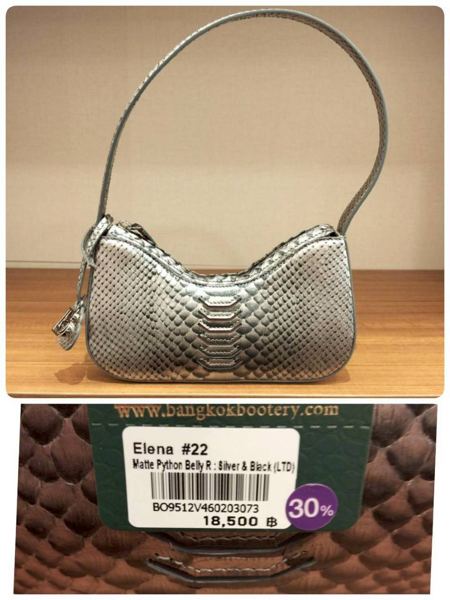 www.bangkokbootery.com
Elena #22
Matte Python Belly R : Silver & Black (LTD)
BO9512V460203073
18,500 ฿
30%